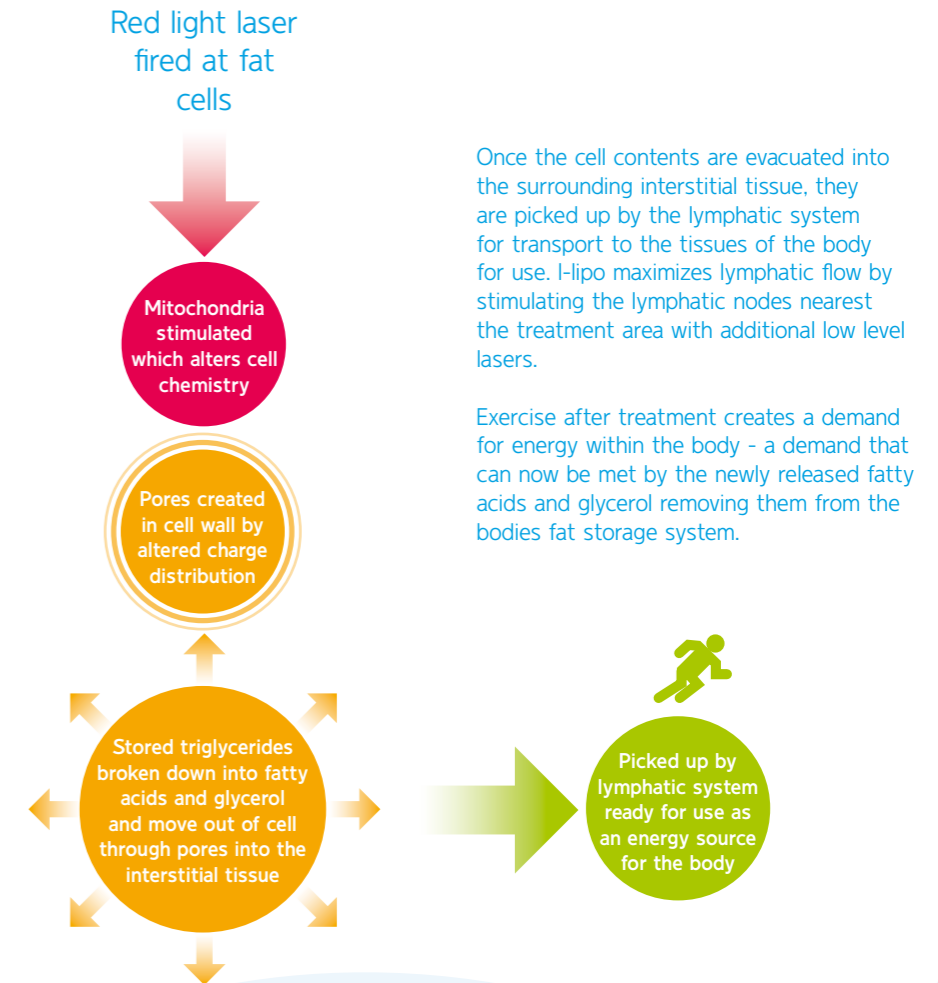 Red light laser
fired at fat
cells
Mitochondria
stimulated
which alters cell
chemistry
Pores created
in cell wall by
altered charge
distribution
Stored triglycerides
broken down into fatty
acids and glycerol
and move out of cell
through pores into the
interstitial tissue
Once the cell contents are evacuated into
the surrounding interstitial tissue, they
are picked up by the lymphatic system
for transport to the tissues of the body
for use. I-lipo maximizes lymphatic flow by
stimulating the lymphatic nodes nearest
the treatment area with additional low level
lasers.
Exercise after treatment creates a demand
for energy within the body - a demand that
can now be met by the newly released fatty
acids and glycerol removing them from the
bodies fat storage system.
Picked up by
lymphatic system
ready for use as
an energy source
for the body